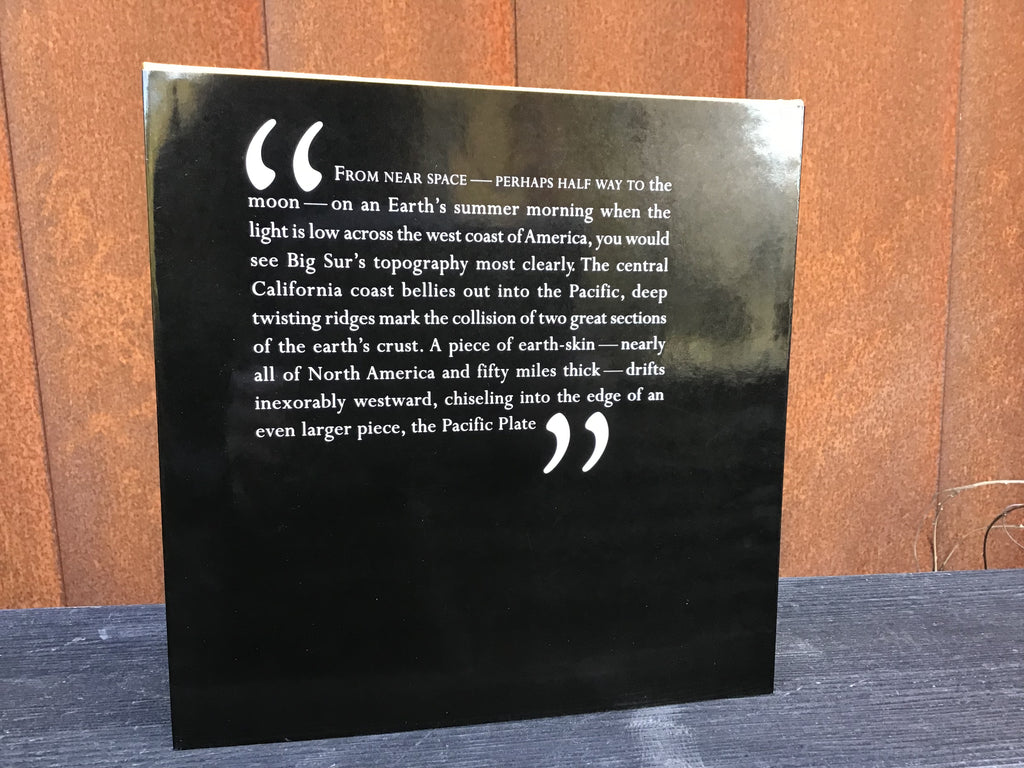 “ FROM NEAR SPACE — PERHAPS HALF WAY TO the
moon — on an Earth's summer morning when the
light is low across the west coast of America, you would
see Big Sur's topography most clearly. The central
California coast bellies out into the Pacific, deep
twisting ridges mark the collision of two great sections
of the earth's crust. A piece of earth-skin — nearly
all of North America and fifty miles thick — drifts
inexorably westward, chiseling into the edge of an
even larger piece, the Pacific Plate ”